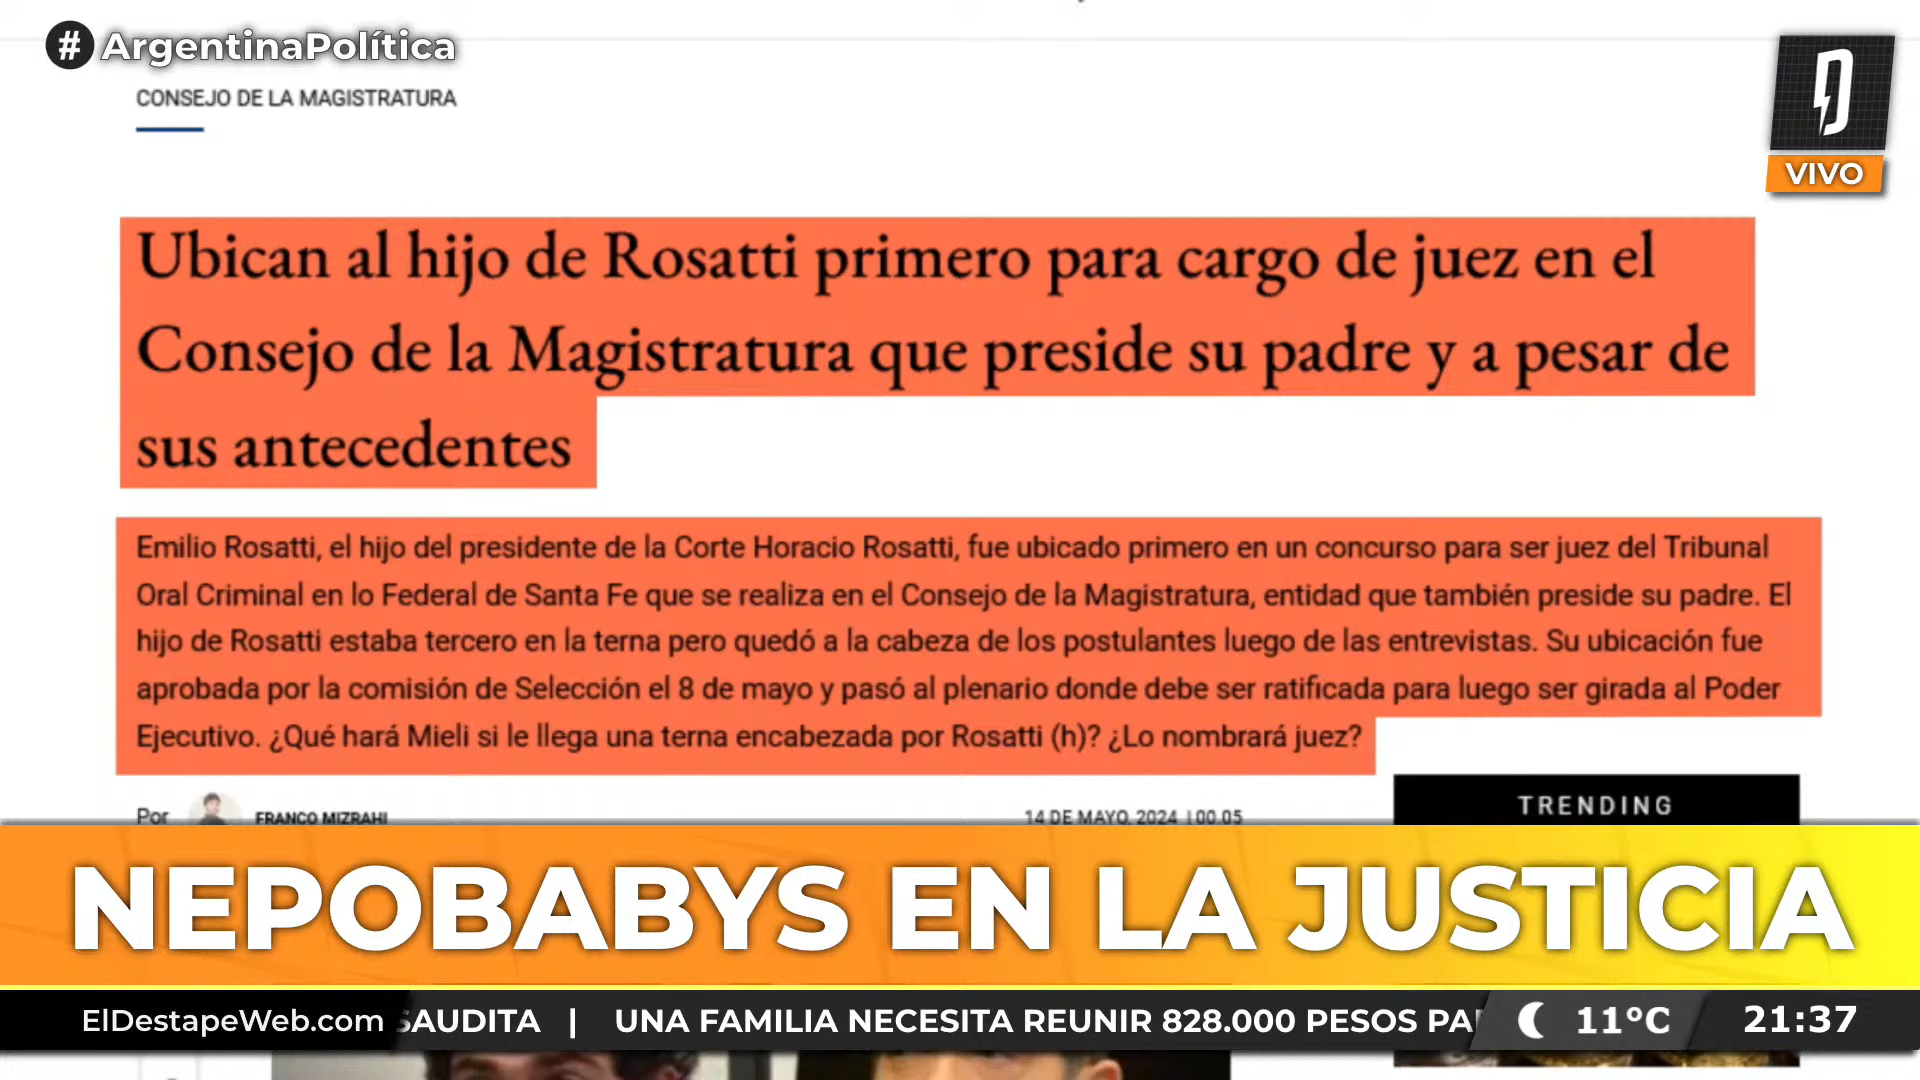 # ArgentinaPolítica
CONSEJO DE LA MAGISTRATURA
VIVO
Ubican al hijo de Rosatti primero para cargo de juez en el
Consejo de la Magistratura que preside su padre y a pesar de
sus antecedentes
Emilio Rosatti, el hijo del presidente de la Corte Horacio Rosatti, fue ubicado primero en un concurso para ser juez del Tribunal
Oral Criminal en lo Federal de Santa Fe que se realiza en el Consejo de la Magistratura, entidad que también preside su padre. El
hijo de Rosatti estaba tercero en la terna pero quedó a la cabeza de los postulantes luego de las entrevistas. Su ubicación fue
aprobada por la comisión de Selección el 8 de mayo y pasó al plenario donde debe ser ratificada para luego ser girada al Poder
Ejecutivo. ¿Qué hará Mieli si le llega una terna encabezada por Rosatti (h)? ¿Lo nombrará juez?
Por FRANCO MIZRAHI 14 DE MAYO, 2024 | 00.05
TRENDING
NEPOBABYS EN LA JUSTICIA
ElDestapeWeb.com SAUDITA | UNA FAMILIA NECESITA REUNIR 828.000 PESOS 11°C 21:37